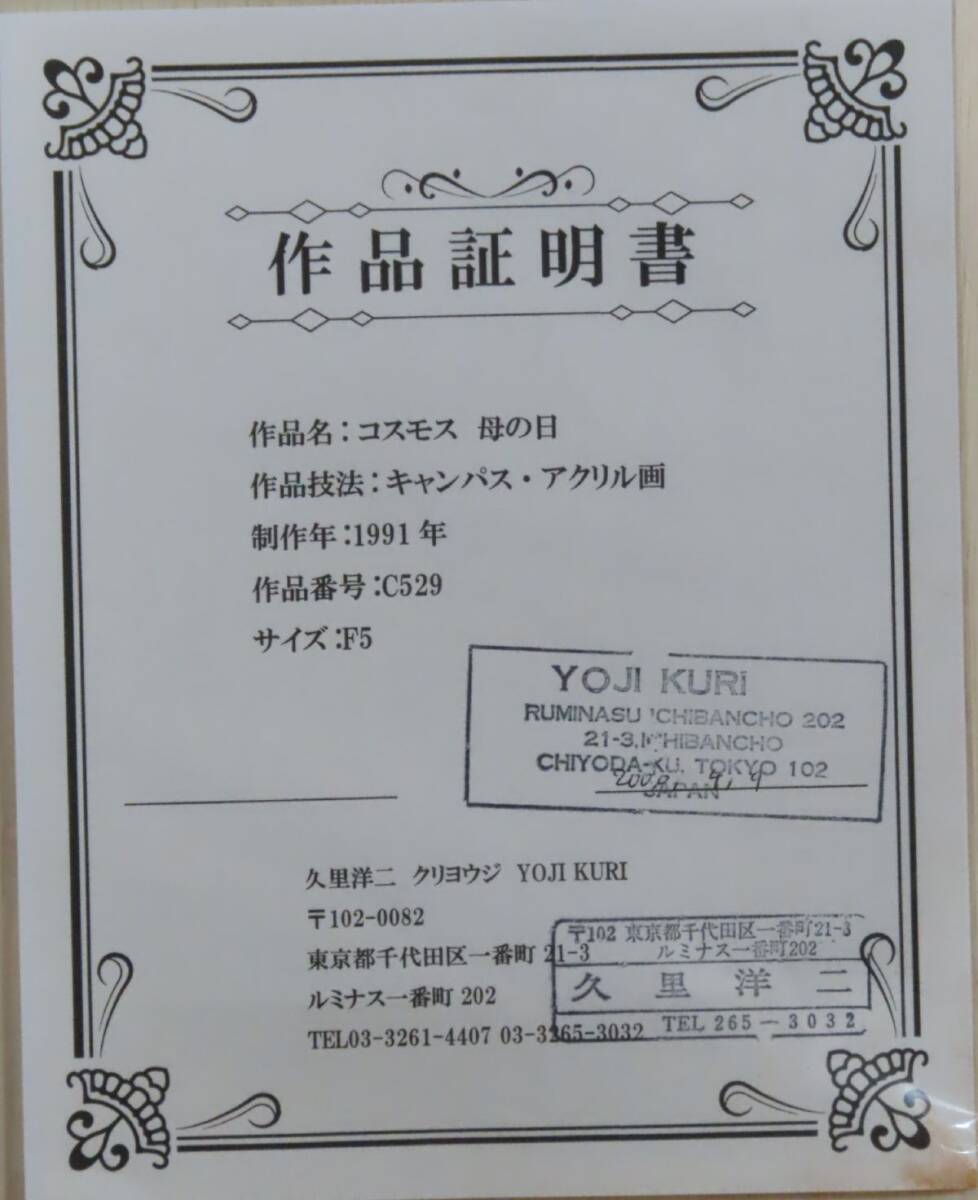 作品証明書
作品名：コスモス 母の日
作品技法：キャンパス・アクリル画
制作年：1991年
作品番号：C529
サイズ：F5
YOJI KURI
RUMINASU ICHIBANCHO 202
21-3,ICHIBANCHO
CHIYODA-KU, TOKYO 102
JAPAN
久里洋二 クリヨウジ YOJI KURI
〒102-0082
東京都千代田区一番町 21-3
ルミナス一番町 202
TEL03-3261-4407 03-3265-3032
〒102 東京都千代田区一番町21-3
ルミナス一番町202
久里洋二
TEL 265－3032